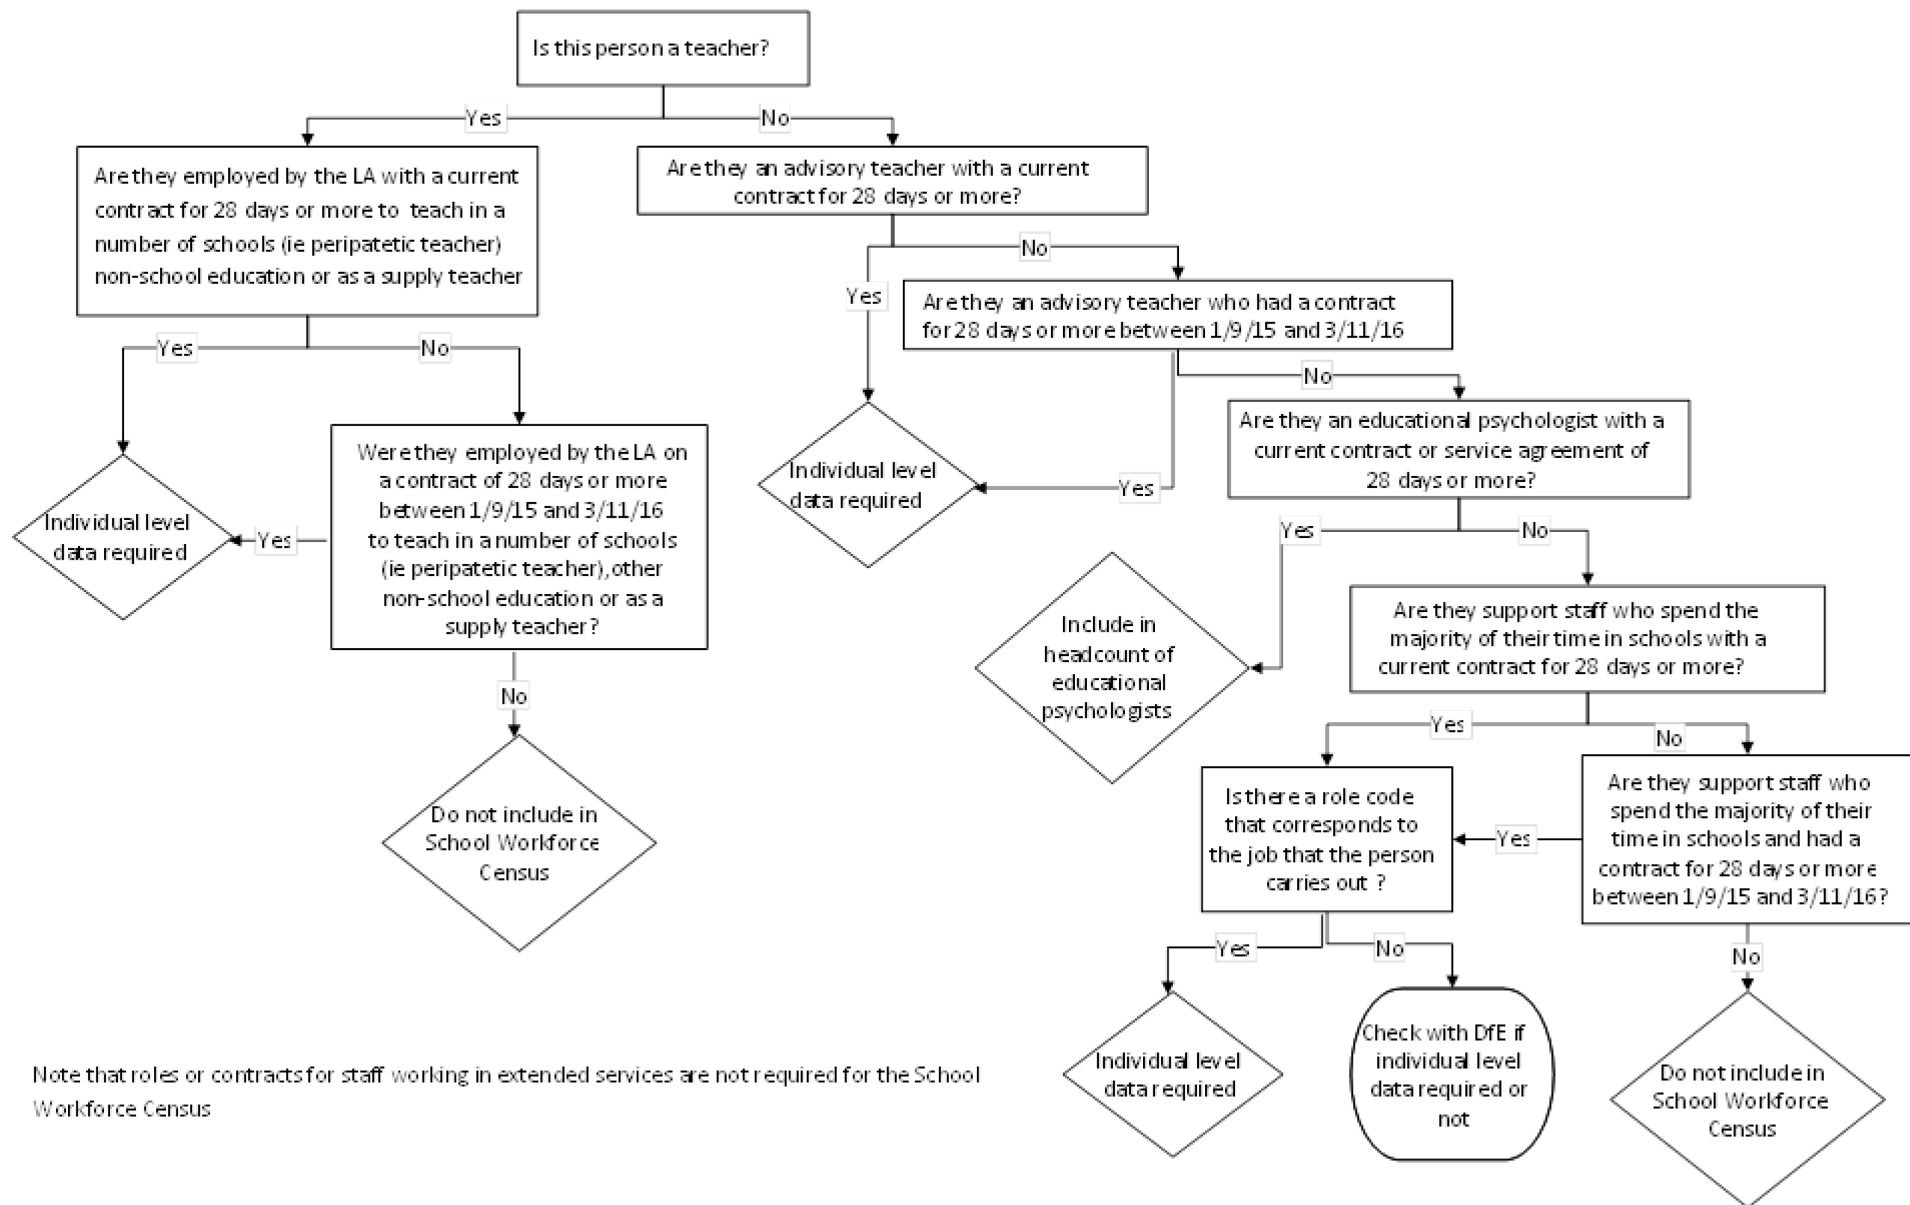 Is this person a teacher?
Yes
No
Are they employed by the LA with a current
contract for 28 days or more to teach in a
number of schools (ie peripatetic teacher)
non-school education or as a supply teacher
Are they an advisory teacher with a current
contract for 28 days or more?
No
Yes
Are they an advisory teacher who had a contract
for 28 days or more between 1/9/15 and 3/11/16
Yes
No
No
Were they employed by the LA on
a contract of 28 days or more
between 1/9/15 and 3/11/16
to teach in a number of schools
(ie peripatetic teacher),other
non-school education or as a
supply teacher?
Individual level
data required
Yes
Individual level
data required
Yes
Are they an educational psychologist with a
current contract or service agreement of
28 days or more?
Yes
No
Include in
headcount of
educational
psychologists
Are they support staff who spend the
majority of their time in schools with a
current contract for 28 days or more?
No
Do not include in
School Workforce
Census
Yes
No
Is there a role code
that corresponds to
the job that the person
carries out ?
Yes
Are they support staff who
spend the majority of their
time in schools and had a
contract for 28 days or more
between 1/9/15 and 3/11/16?
Yes
No
No
Individual level
data required
Check with DfE if
individual level
data required or
not
Do not include in
School Workforce
Census
Note that roles or contracts for staff working in extended services are not required for the School
Workforce Census